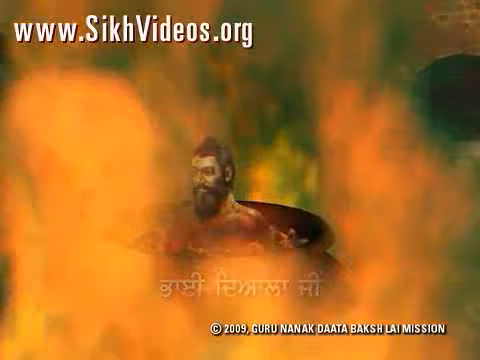 www.SikhVideos.org
ਭਾਈ ਦਿਆਲਾ ਜੀ
© 2009, GURU NANAK DAATA BAKSH LAI MISSION